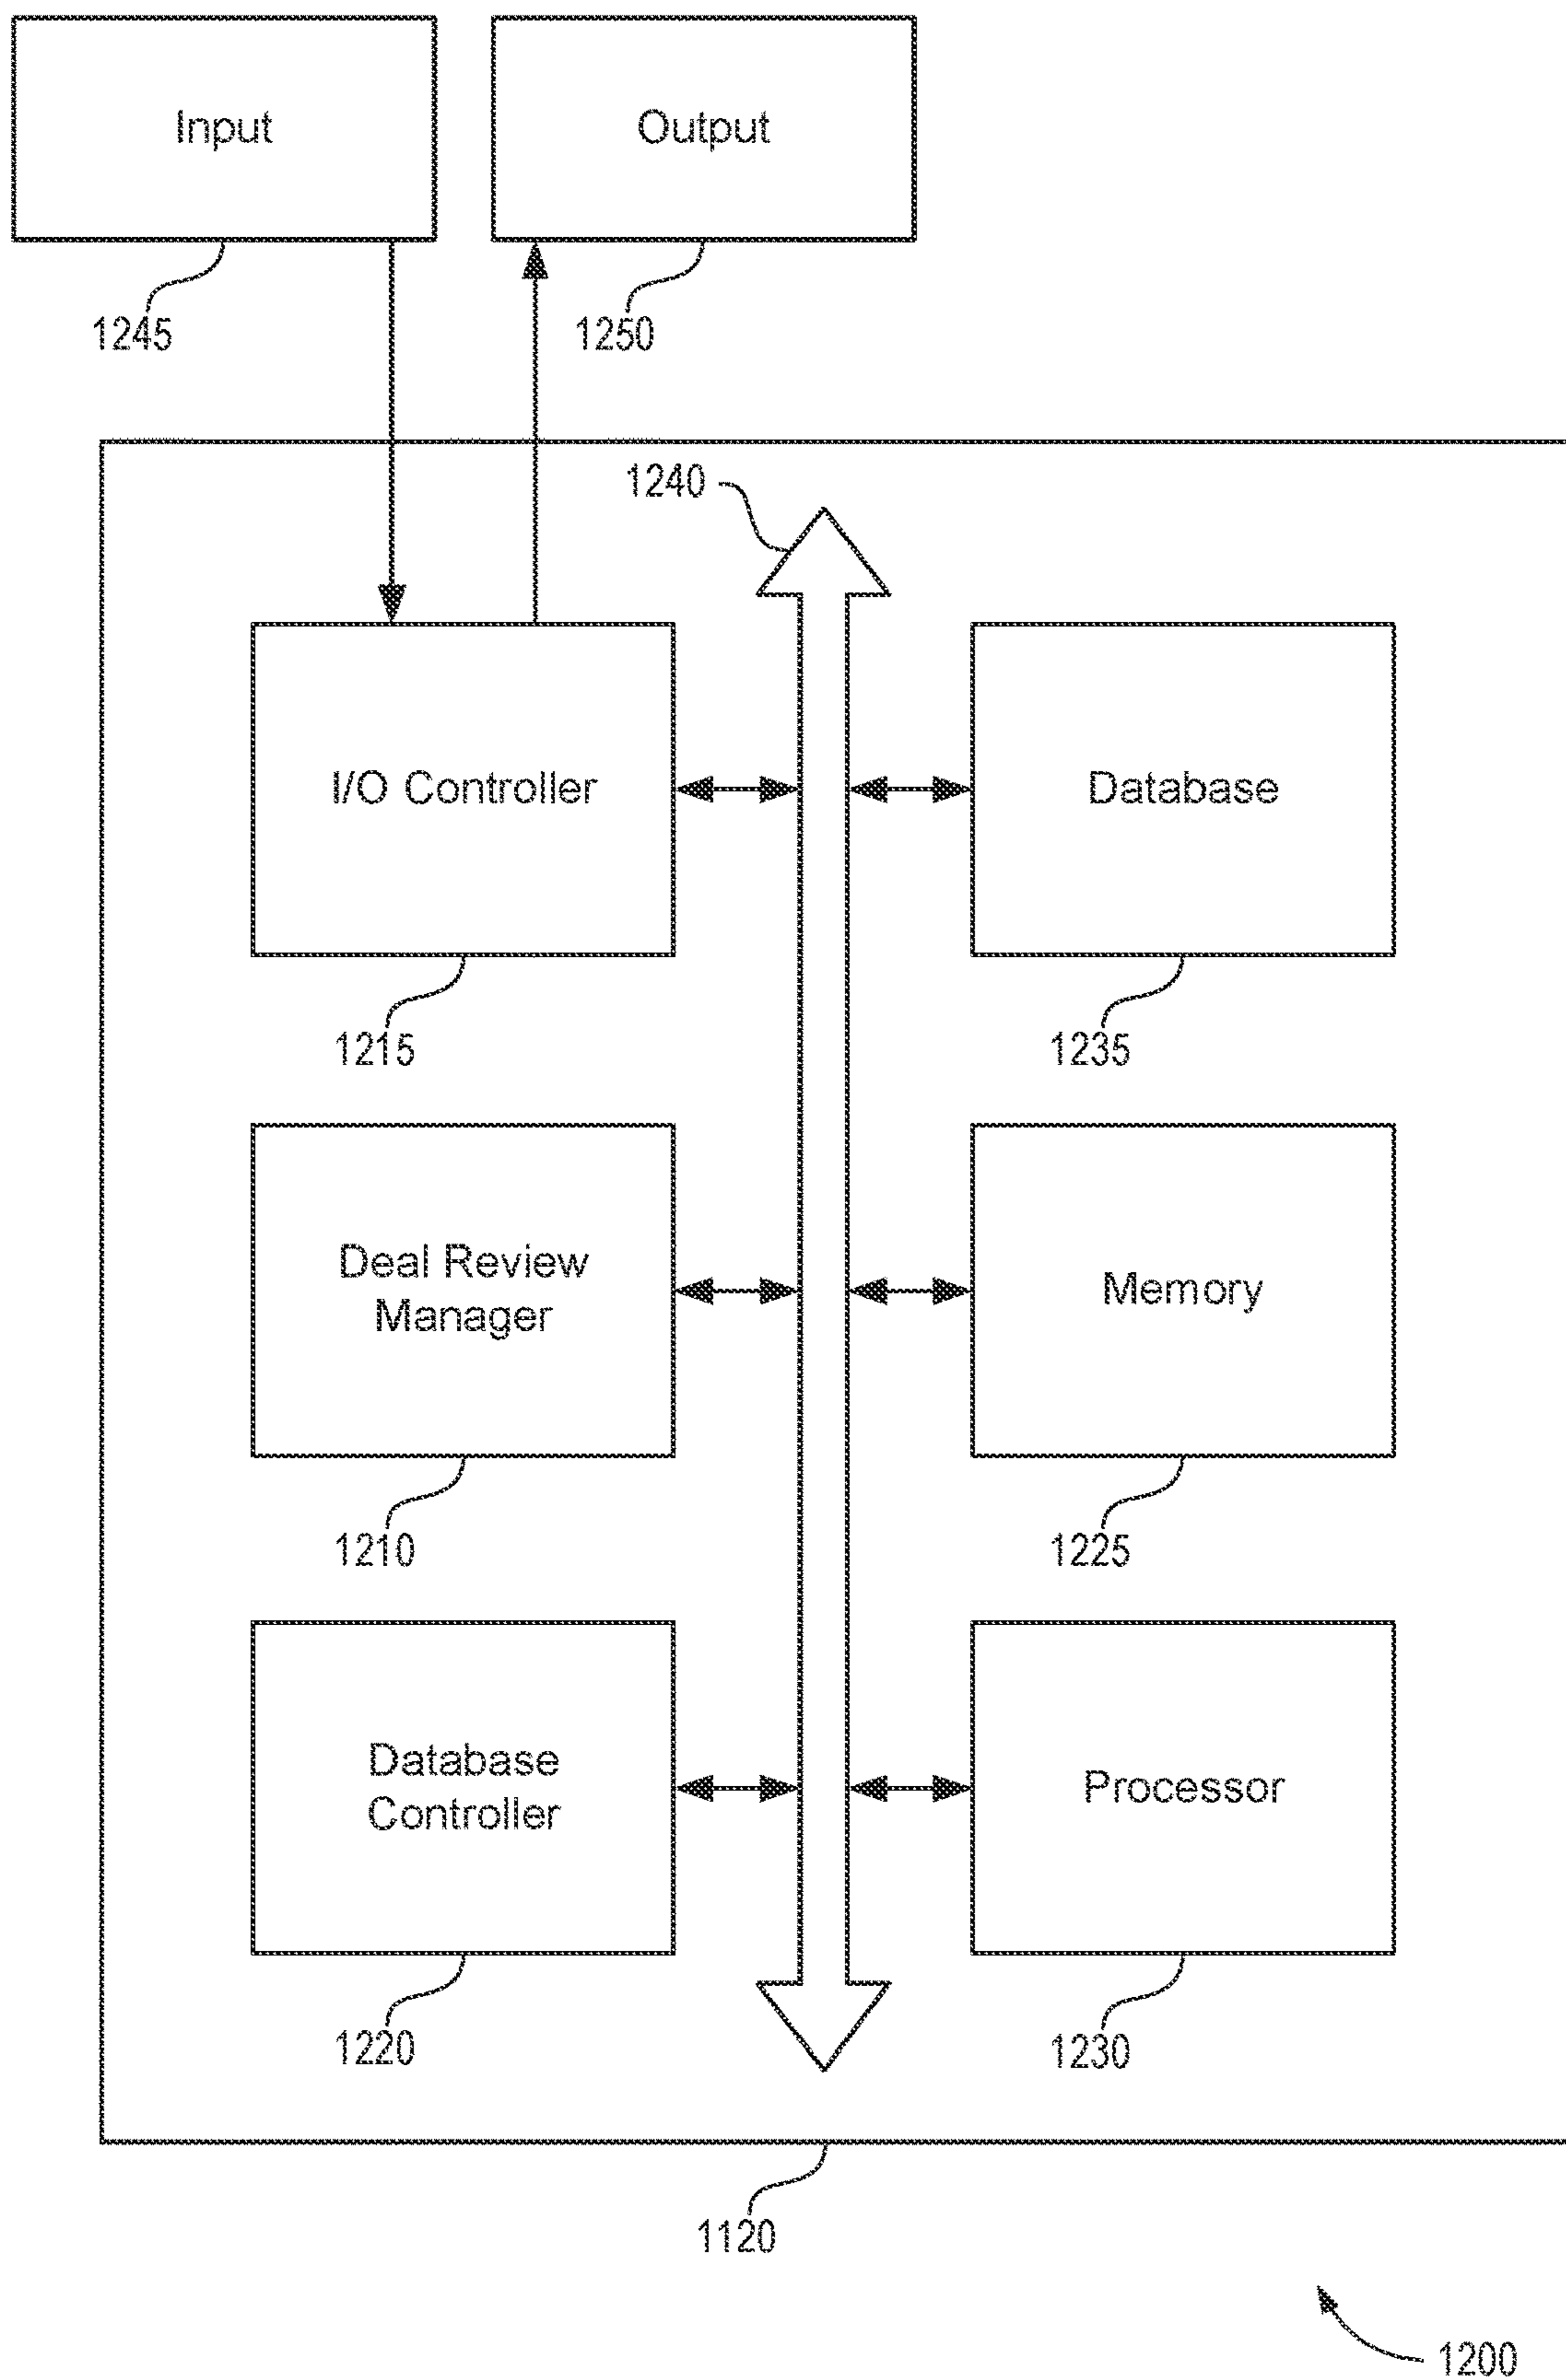 Input
Output
1245
1250
1240
I/O Controller
Database
1215
1235
Deal Review
Manager
Memory
1210
1225
Database
Controller
Processor
1220
1230
1120
1200